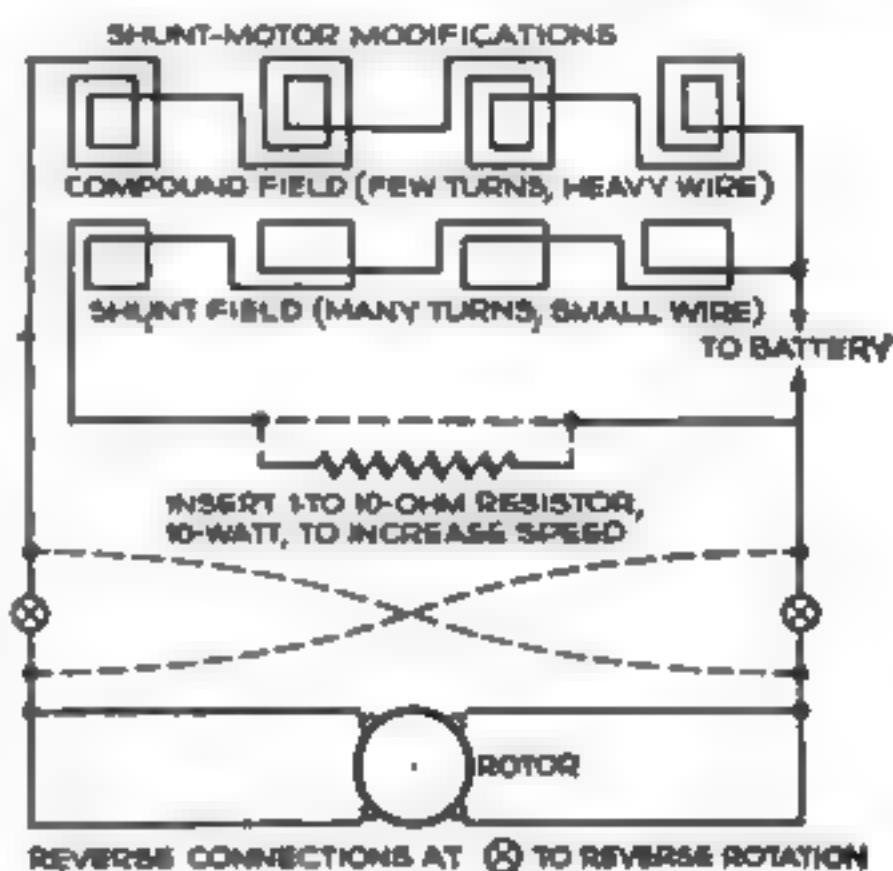 SHUNT-MOTOR MODIFICATIONS
COMPOUND FIELD (FEW TURNS, HEAVY WIRE)
SHUNT FIELD (MANY TURNS, SMALL WIRE)
TO BATTERY
INSERT 1-TO 10-OHM RESISTOR,
10-WATT, TO INCREASE SPEED
ROTOR
REVERSE CONNECTIONS AT ⊗ TO REVERSE ROTATION